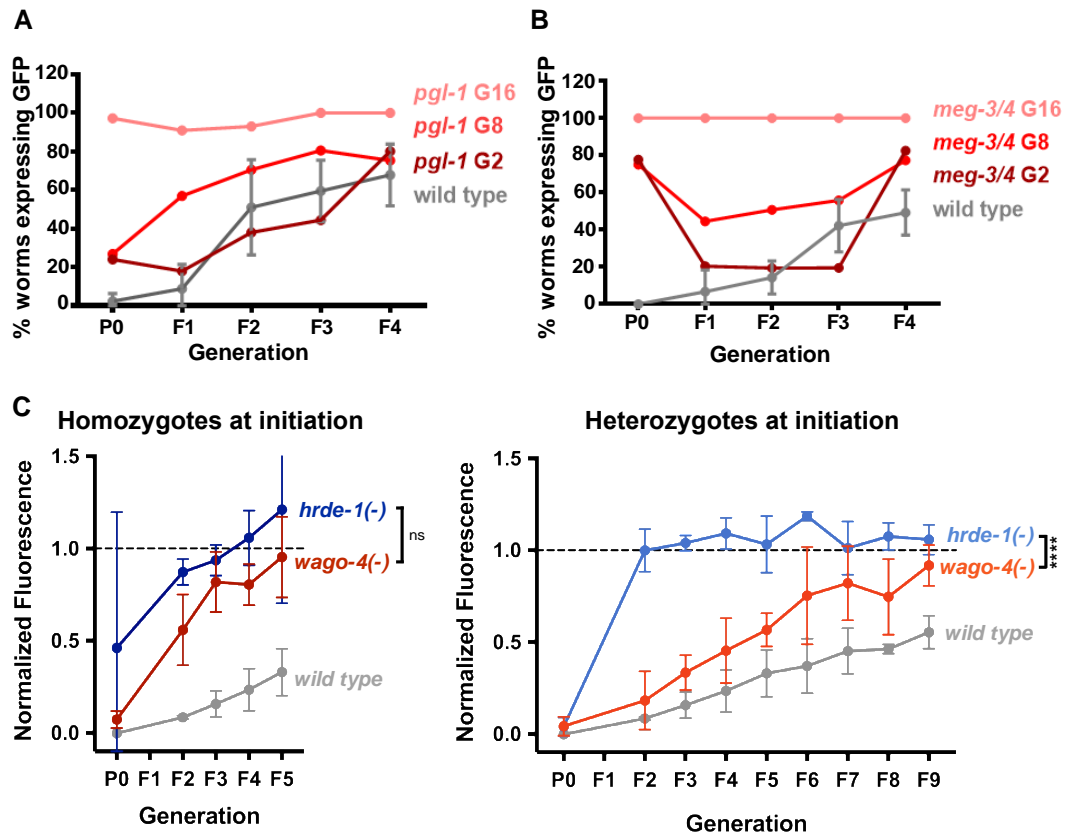 A
% worms expressing GFP
120
100
80
60
40
20
0
P0 F1 F2 F3 F4
Generation
pgl-1 G16
pgl-1 G8
pgl-1 G2
wild type
B
% worms expressing GFP
120
100
80
60
40
20
0
P0 F1 F2 F3 F4
Generation
meg-3/4 G16
meg-3/4 G8
meg-3/4 G2
wild type
C
Homozygotes at initiation
Normalized Fluorescence
1.5
1.0
0.5
0.0
P0 F1 F2 F3 F4 F5
Generation
hrde-1(-)
wago-4(-)
ns
wild type
Heterozygotes at initiation
Normalized Fluorescence
1.5
1.0
0.5
0.0
P0 F1 F2 F3 F4 F5 F6 F7 F8 F9
Generation
hrde-1(-)
wago-4(-)
****
wild type